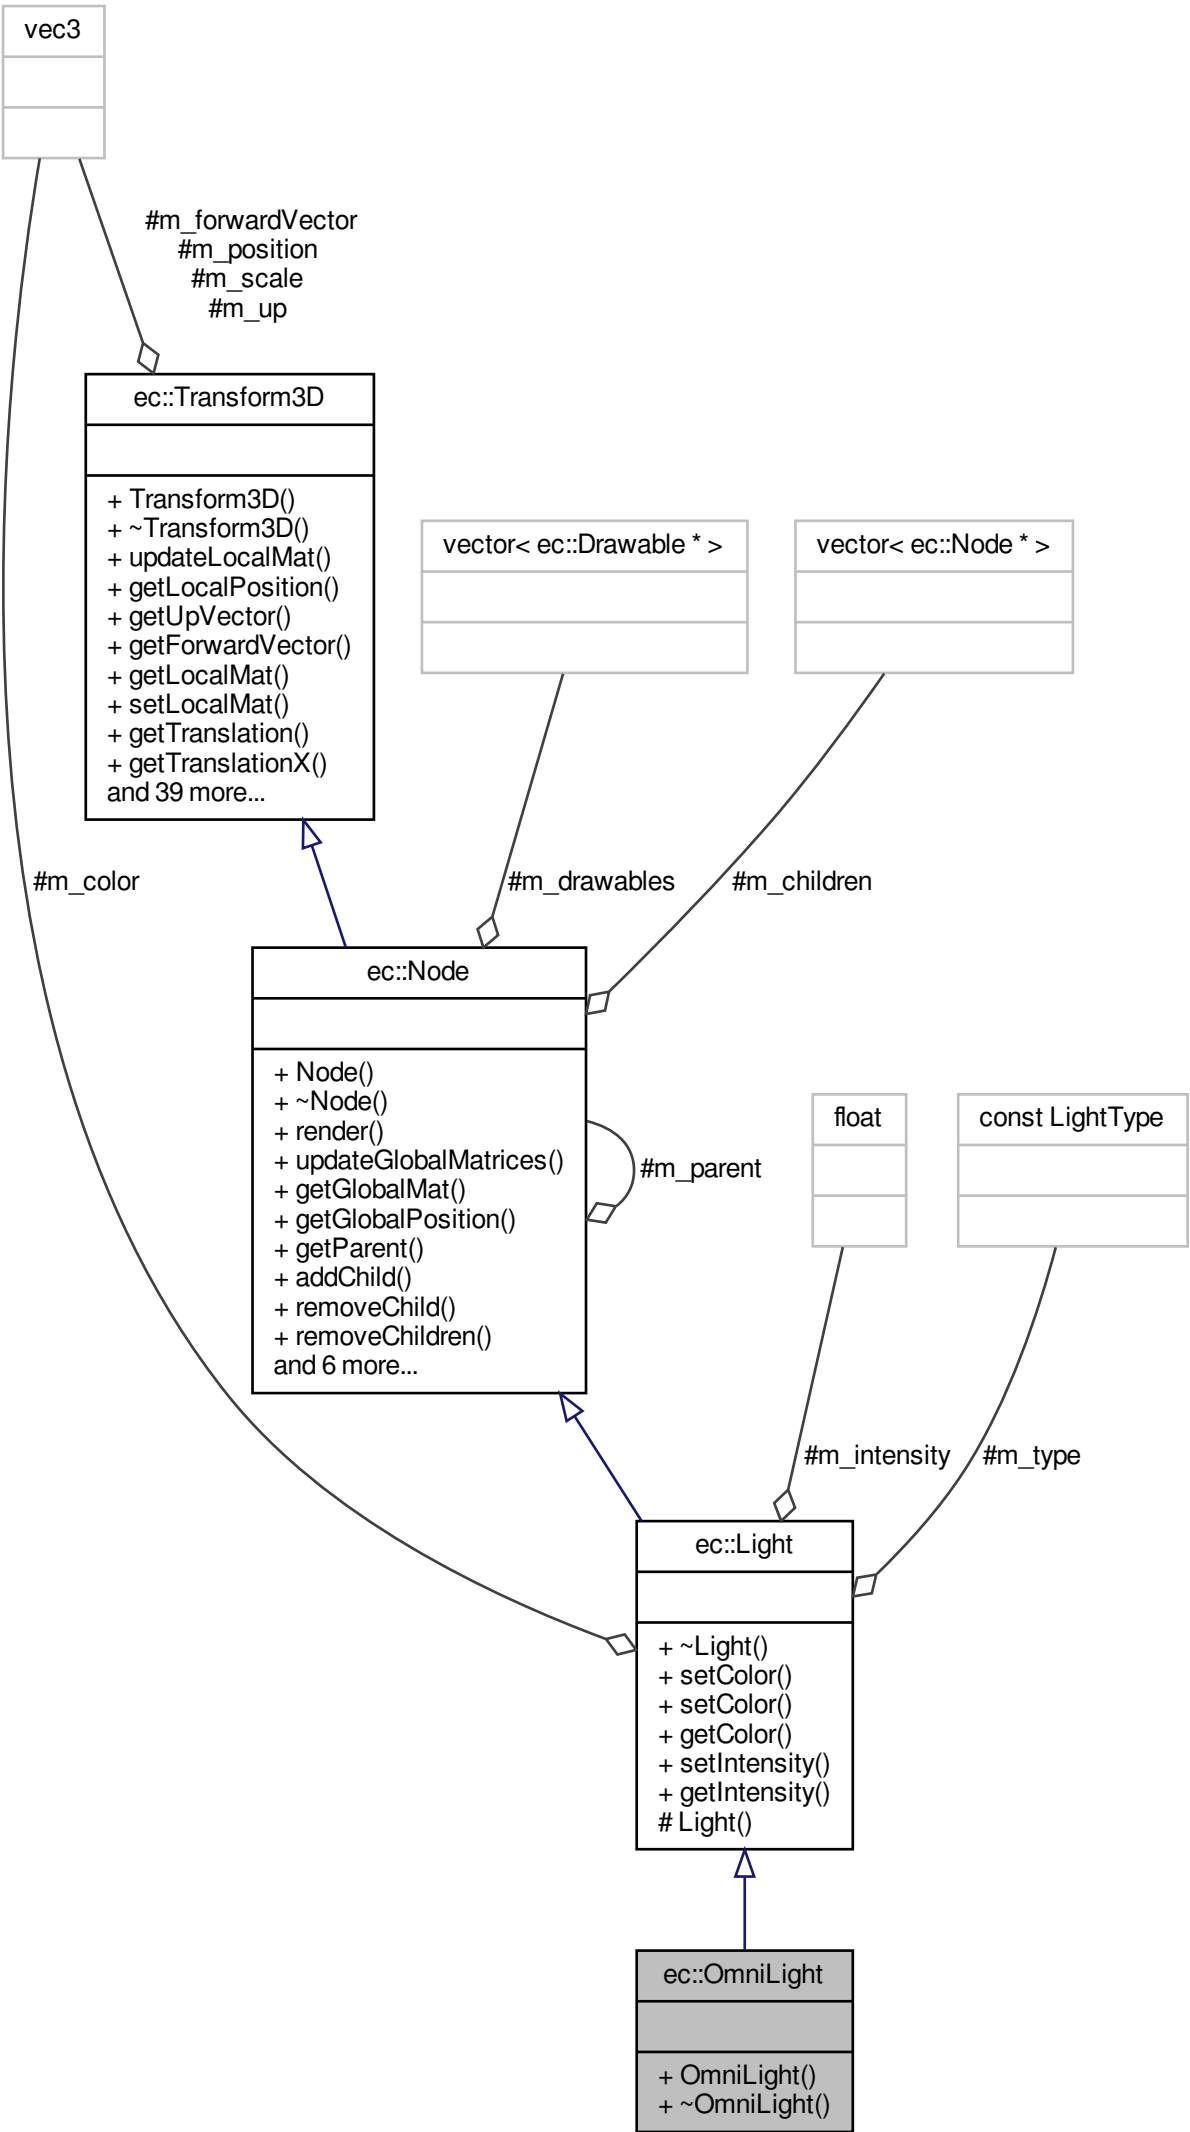 vec3
#m_forwardVector
#m_position
#m_scale
#m_up
ec::Transform3D
+ Transform3D()
+ ~Transform3D()
+ updateLocalMat()
+ getLocalPosition()
+ getUpVector()
+ getForwardVector()
+ getLocalMat()
+ setLocalMat()
+ getTranslation()
+ getTranslationX()
and 39 more...
vector< ec::Drawable * >
vector< ec::Node * >
#m_color
#m_drawables
#m_children
ec::Node
+ Node()
+ ~Node()
+ render()
+ updateGlobalMatrices()
+ getGlobalMat()
+ getGlobalPosition()
+ getParent()
+ addChild()
+ removeChild()
+ removeChildren()
and 6 more...
#m_parent
float
const LightType
#m_intensity
#m_type
ec::Light
+ ~Light()
+ setColor()
+ setColor()
+ getColor()
+ setIntensity()
+ getIntensity()
# Light()
ec::OmniLight
+ OmniLight()
+ ~OmniLight()